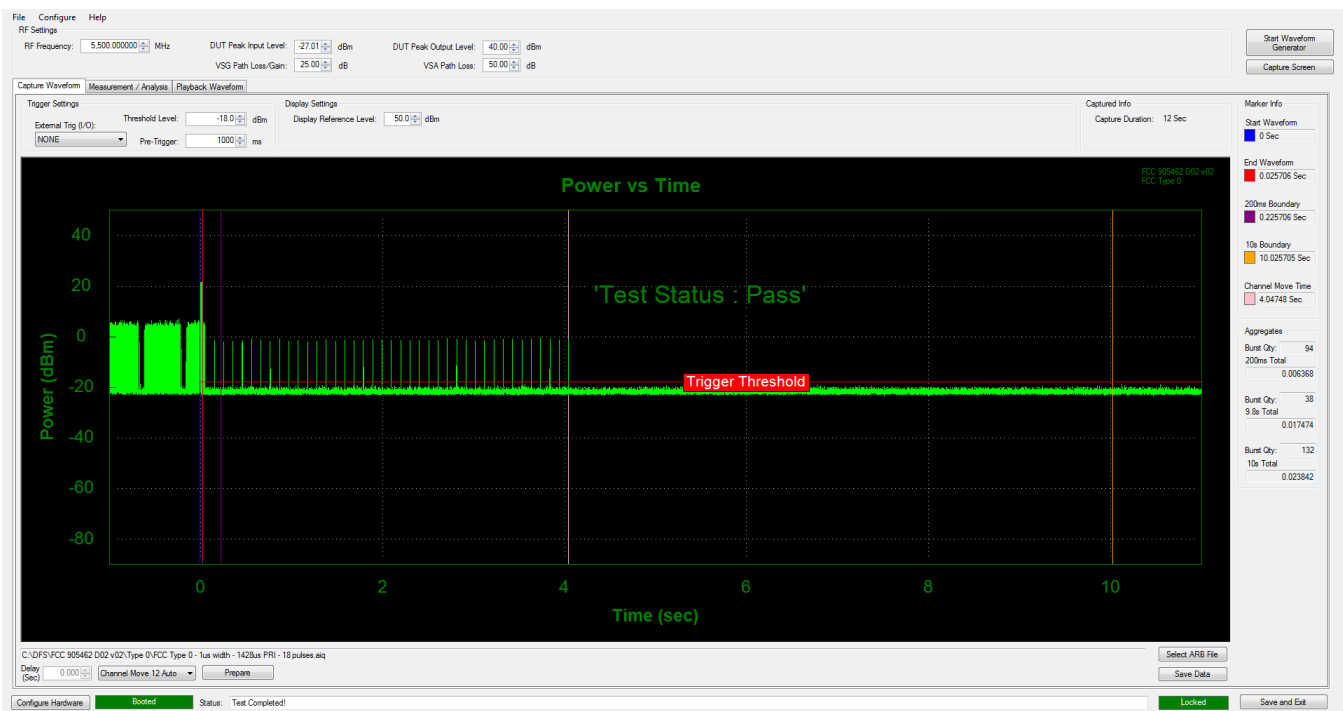 File Configure Help
RF Settings
RF Frequency: 5,500.000000 MHz DUT Peak Input Level: -27.01 dBm DUT Peak Output Level: 40.00 dBm
VSG Path Loss/Gain: 25.00 dB VSA Path Loss: 50.00 dB
Start Waveform
Generator
Capture Screen
Capture Waveform Measurement / Analysis Playback Waveform
Trigger Settings
External Trig (I/O): Threshold Level: -18.0 dBm
NONE Pre-Trigger: 1000 ms
Display Settings
Display Reference Level: 50.0 dBm
Captured Info
Capture Duration: 12 Sec
Marker Info
Start Waveform
0 Sec
End Waveform
0.025706 Sec
200ms Boundary
0.225706 Sec
10s Boundary
10.025705 Sec
Channel Move Time
4.04748 Sec
Aggregates
Burst Qty: 94
200ms Total
0.006368
Burst Qty: 38
9.8s Total
0.017474
Burst Qty: 132
10s Total
0.023842
Power vs Time
FCC 905462 D02 v02
FCC Type 0
'Test Status : Pass'
Trigger Threshold
Power (dBm)
40
20
0
-20
-40
-60
-80
0 2 4 6 8 10
Time (sec)
C:\DFS\FCC 905462 D02 v02\Type 0\FCC Type 0 - 1us width - 1428us PRI - 18 pulses.aiq
Select ARB File
Delay
(Sec) 0.000 Channel Move 12 Auto Prepare
Save Data
Configure Hardware Booted Status: Test Completed! Locked Save and Exit